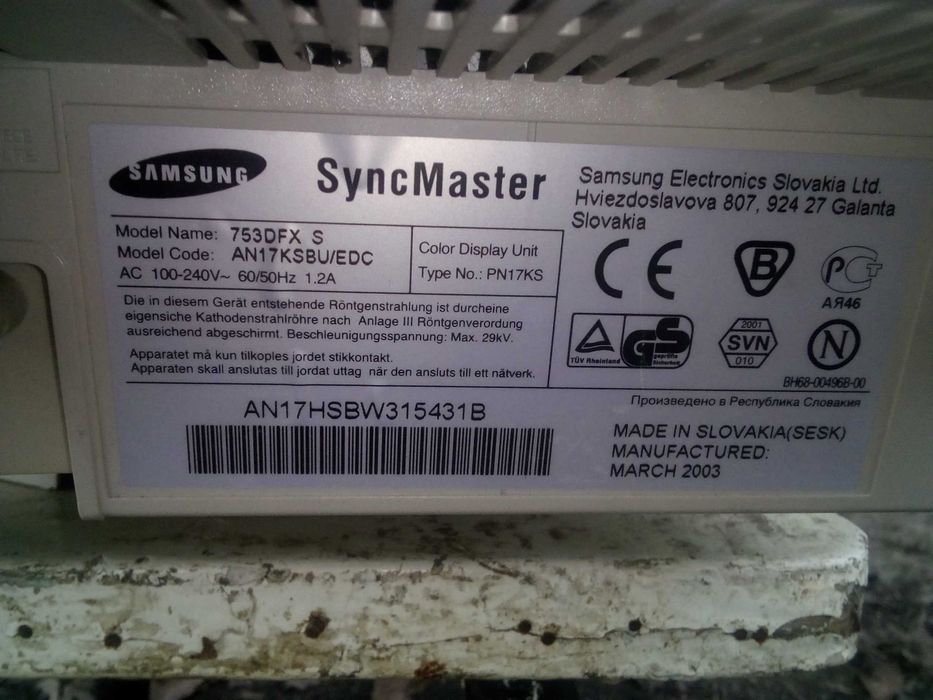 SAMSUNG
SyncMaster
Samsung Electronics Slovakia Ltd.
Hviezdoslavova 807, 924 27 Galanta
Slovakia
Model Name: 753DFX S
Model Code: AN17KSBU/EDC
AC 100-240V~ 60/50Hz 1.2A
Color Display Unit
Type No.: PN17KS
Die in diesem Gerät entstehende Röntgenstrahlung ist durcheine
eigensiche Kathodenstrahlröhre nach Anlage III Röntgenverordung
ausreichend abgeschirmt. Beschleunigungsspannung: Max. 29kV.
Apparatet må kun tilkoples jordet stikkontakt.
Apparaten skall anslutas till jordat uttag när den ansluts till ett nätverk.
CE
B
РСТ
АЯ46
TÜV Rheinland
GS
geprüfte
Sicherheit
2001
SVN
010
N
BH68-00496B-00
Произведено в Республика Словакия
AN17HSBW315431B
MADE IN SLOVAKIA(SESK)
MANUFACTURED:
MARCH 2003